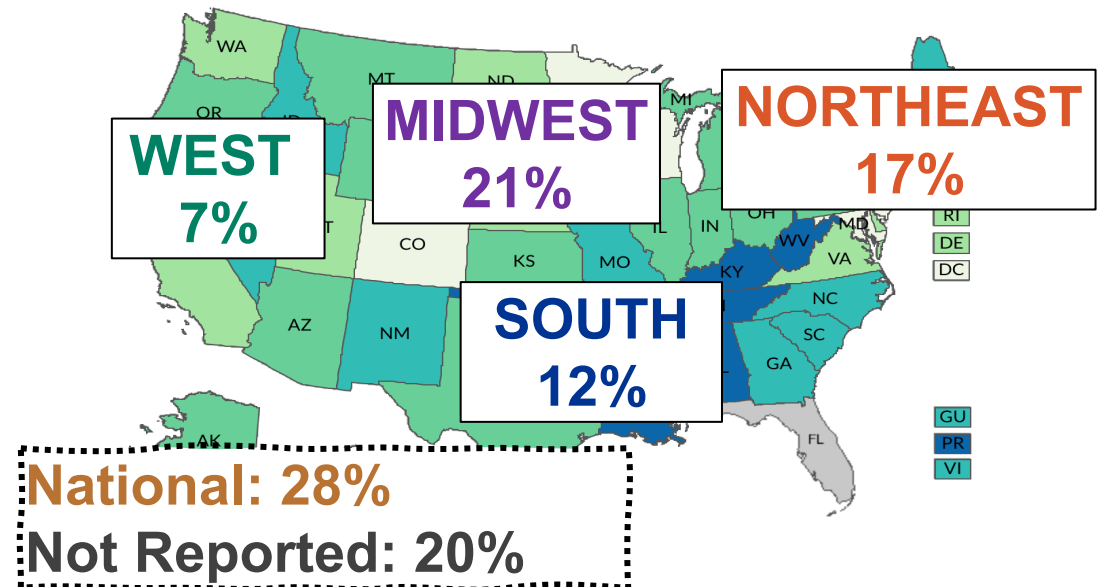 WA
MT
ND
OR
MI
ID
WEST
7%
MIDWEST
21%
NORTHEAST
17%
CO
KS
MO
IL
IN
OH
WV
MD
KY
VA
RI
DE
DC
AZ
NM
SOUTH
12%
NC
SC
GA
FL
AK
GU
PR
VI
National: 28%
Not Reported: 20%